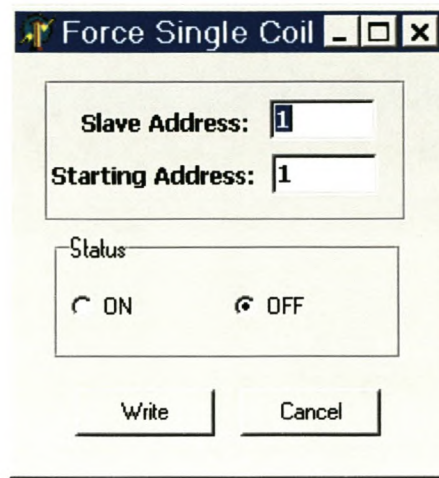 Force Single Coil
Slave Address: 1
Starting Address: 1
Status
ON OFF
Write Cancel